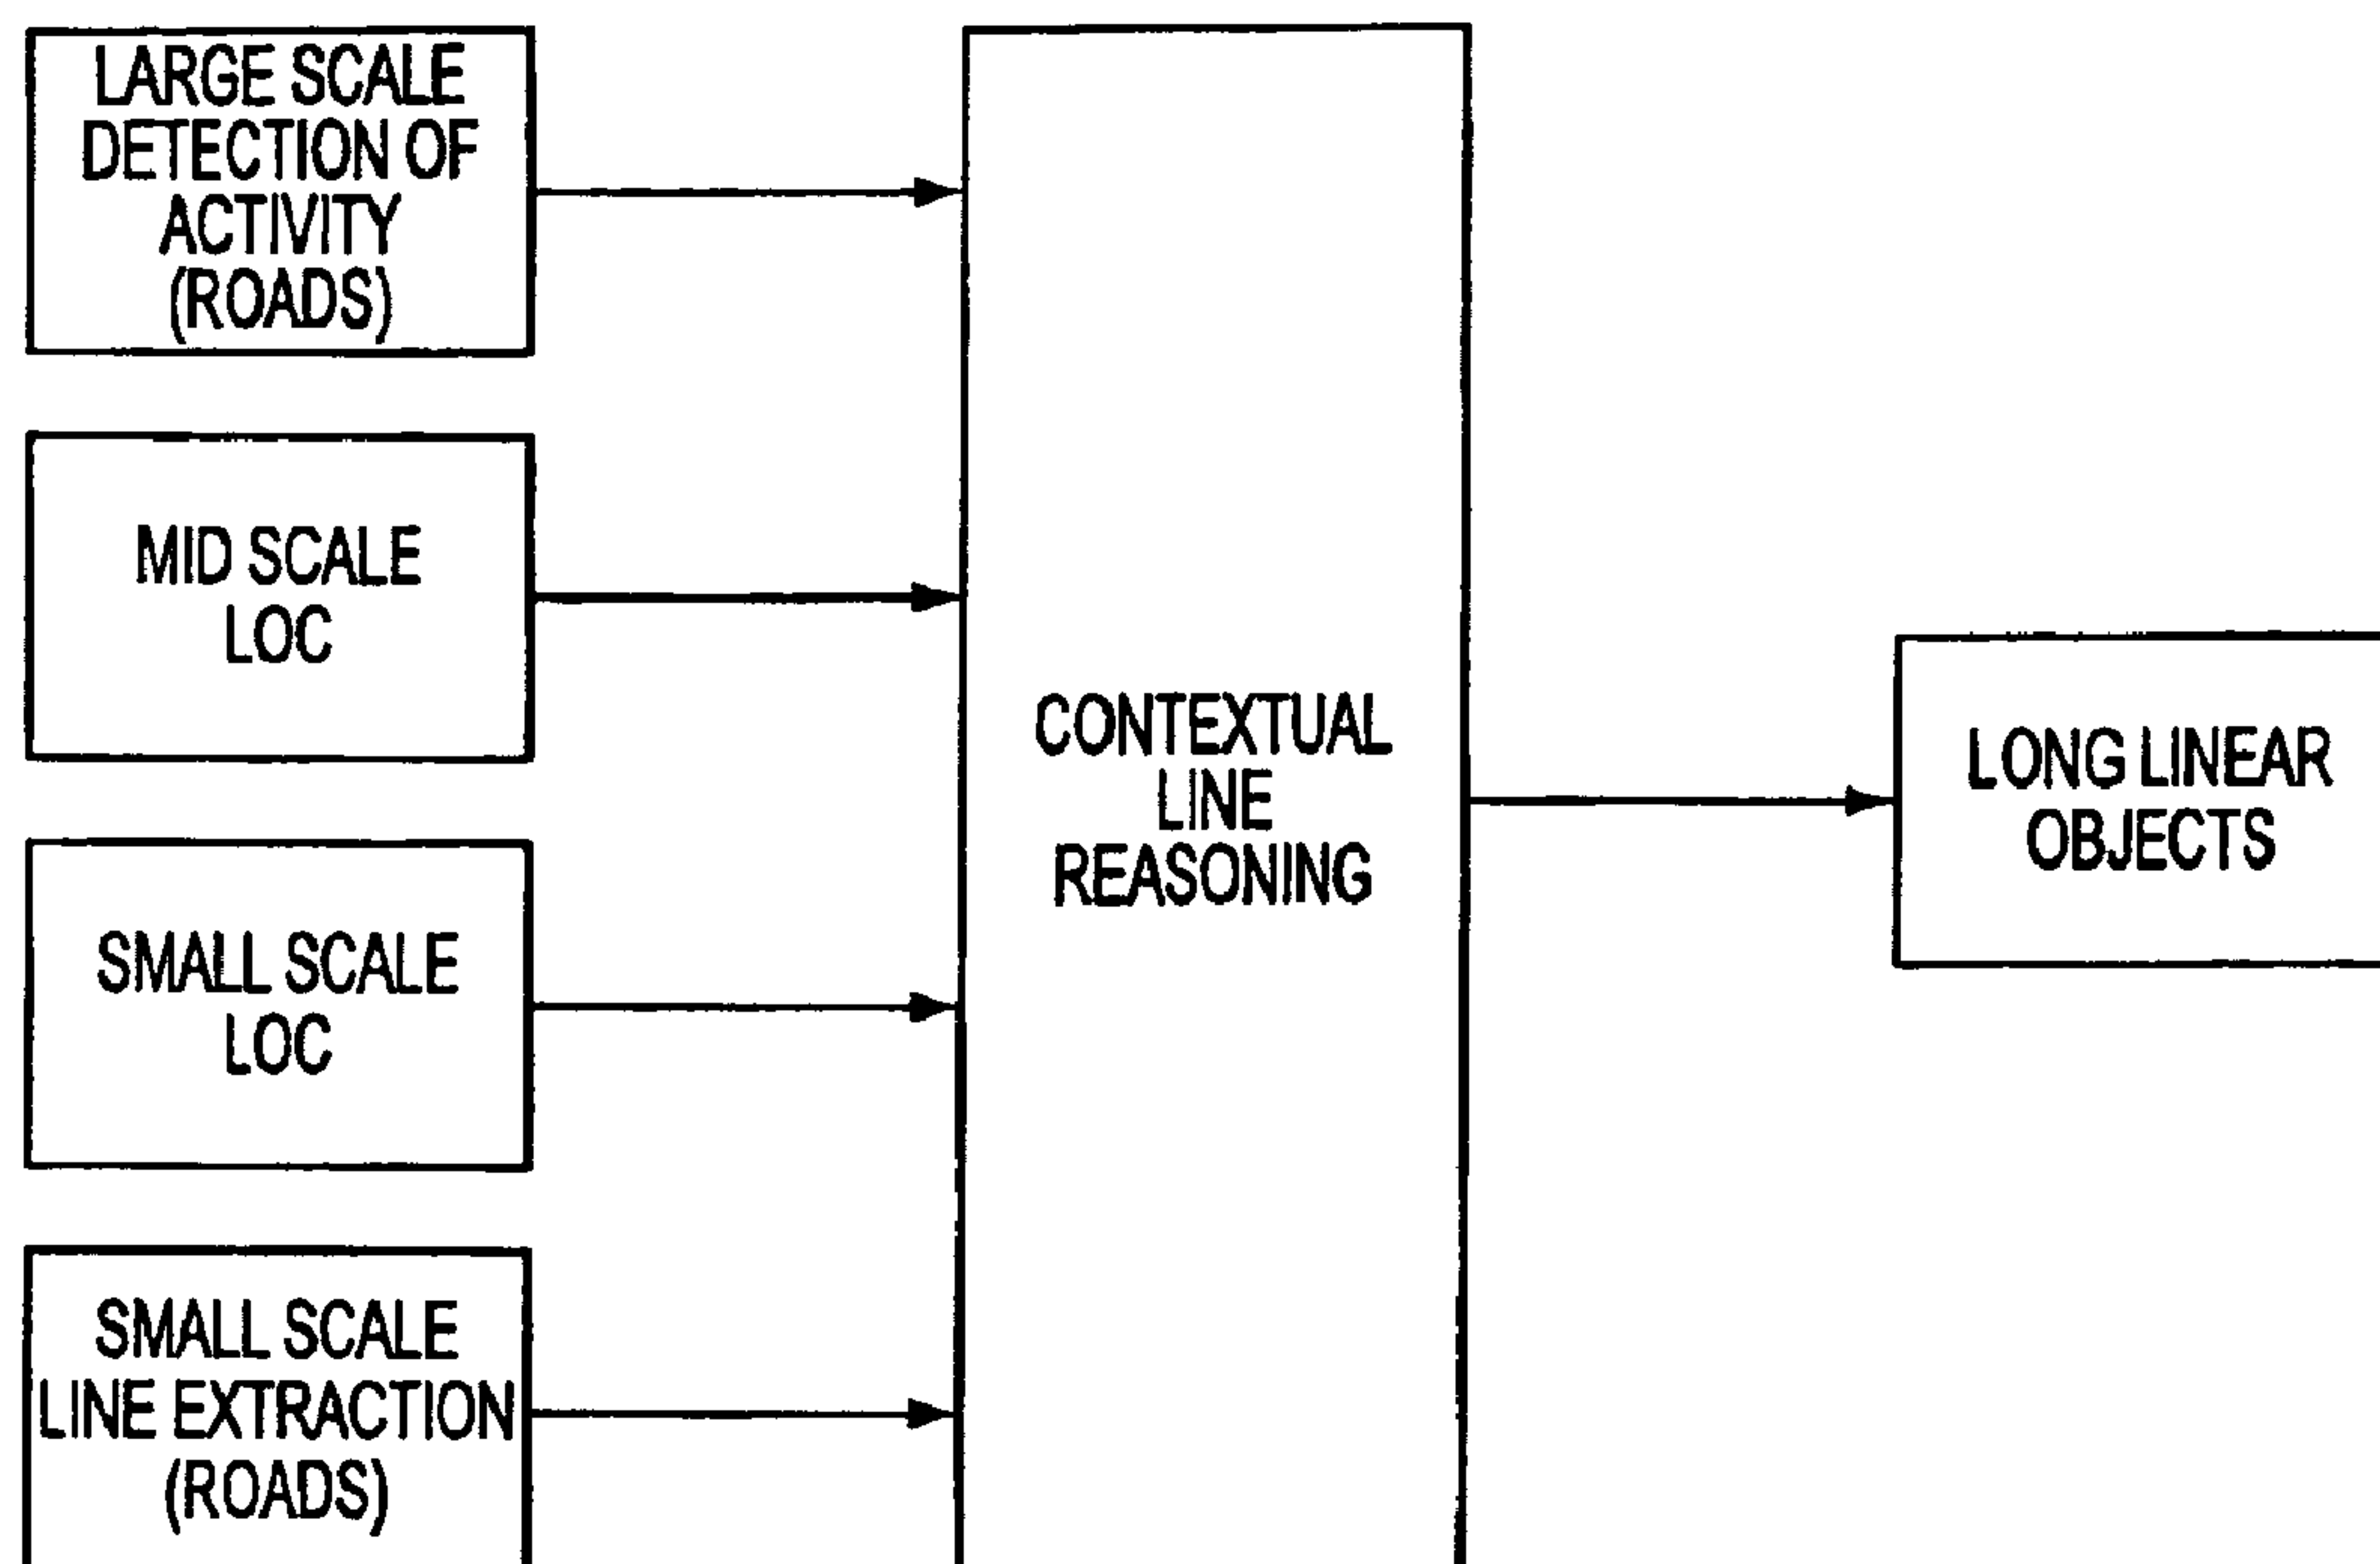 LARGE SCALE
DETECTION OF
ACTIVITY
(ROADS)
MID SCALE
LOC
SMALL SCALE
LOC
SMALL SCALE
LINE EXTRACTION
(ROADS)
CONTEXTUAL
LINE
REASONING
LONG LINEAR
OBJECTS